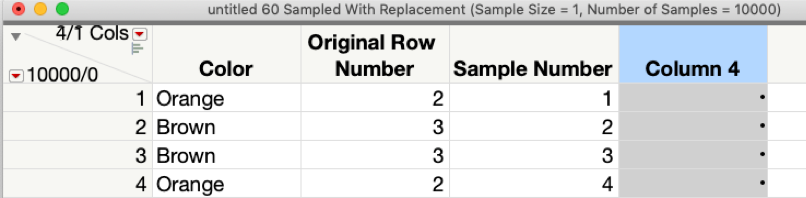 untitled 60 Sampled With Replacement (Sample Size = 1, Number of Samples = 10000)
4/1 Cols
10000/0
Color
Original Row
Number
Sample Number
Column 4
1 Orange 2 1 •
2 Brown 3 2 •
3 Brown 3 3 •
4 Orange 2 4 •